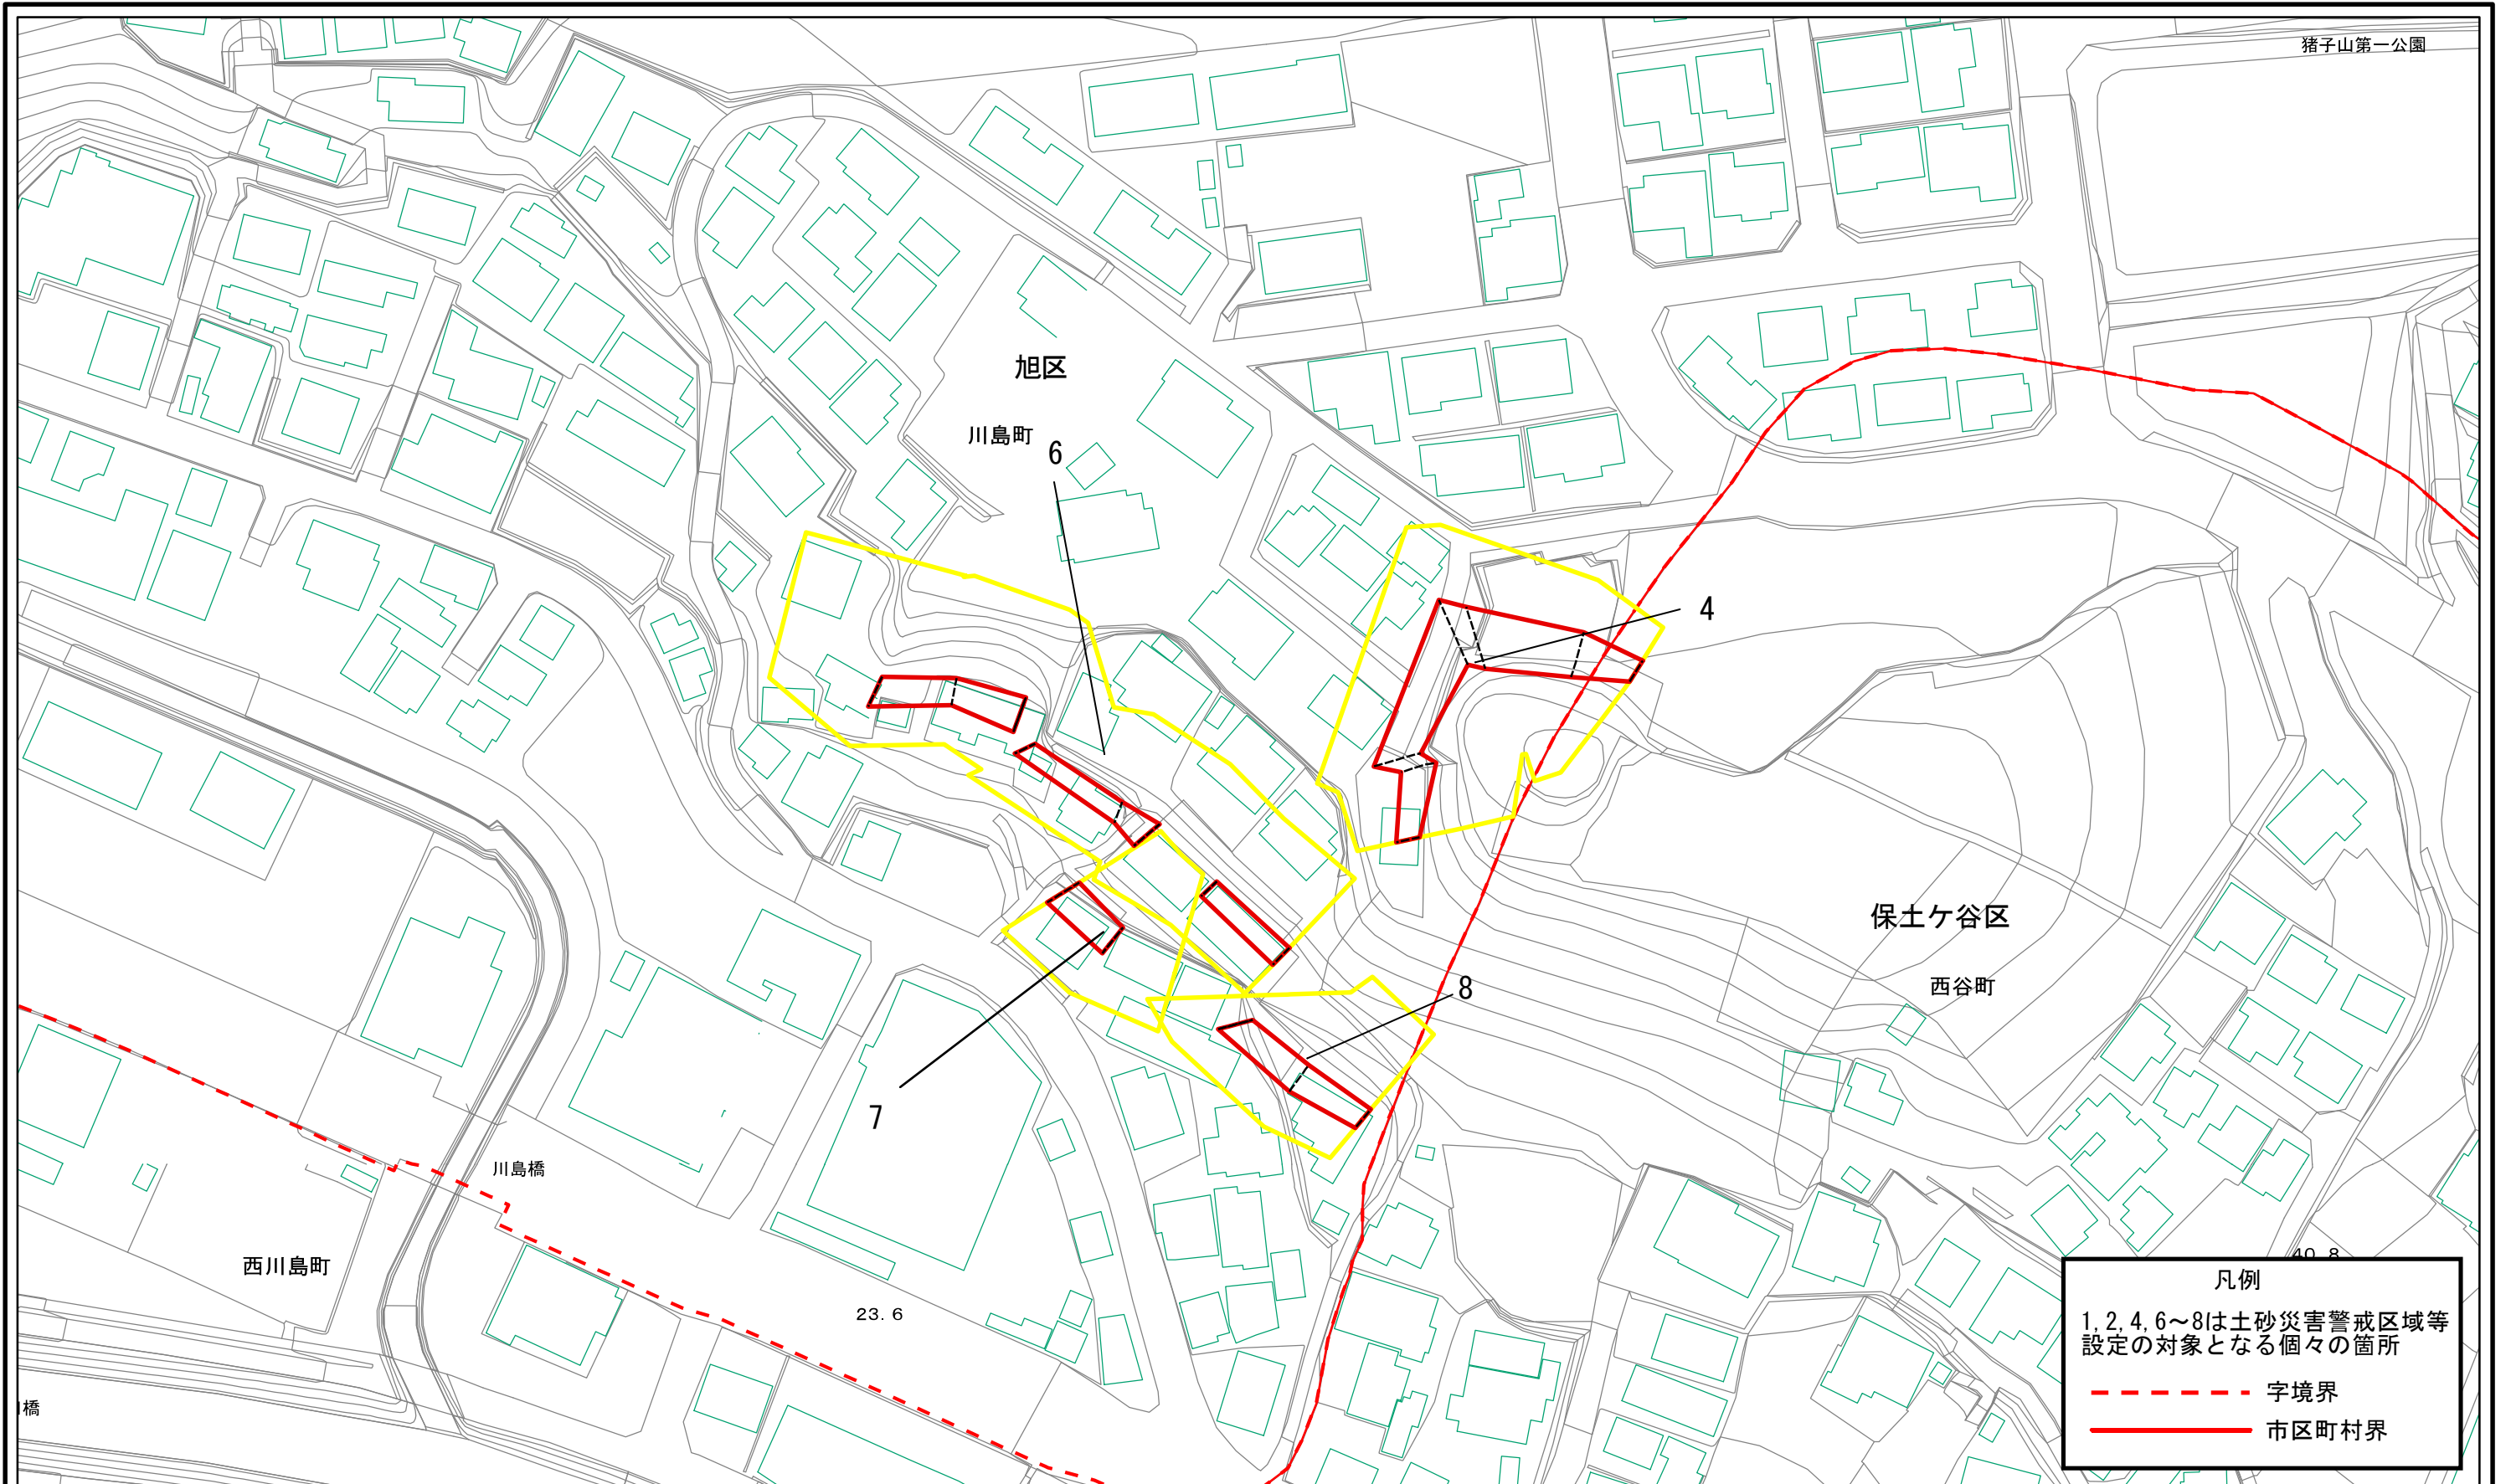 猪子山第一公園
旭区
川島町
6
4
保土ケ谷区
西谷町
8
7
川島橋
西川島町
23.6
40.8
橋
凡例
1,2,4,6～8は土砂災害警戒区域等
設定の対象となる個々の箇所
字境界
市区町村界